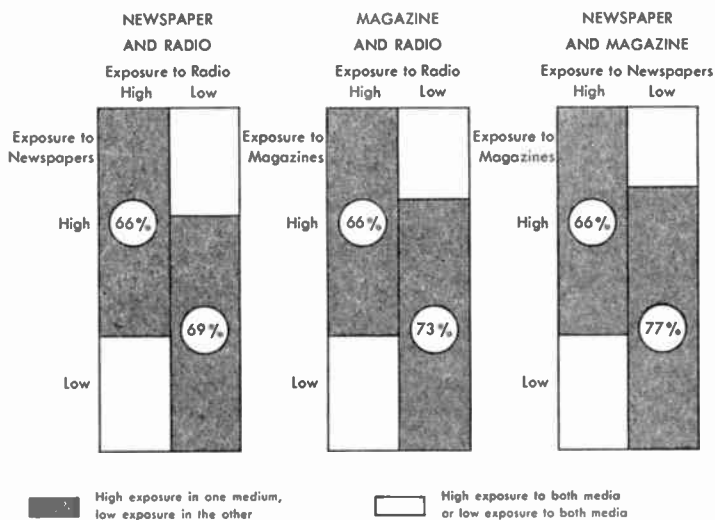 NEWSPAPER
AND RADIO
Exposure to Radio
High Low
Exposure to
Newspapers
High
66%
69%
Low
MAGAZINE
AND RADIO
Exposure to Radio
High Low
Exposure to
Magazines
High
66%
73%
Low
NEWSPAPER
AND MAGAZINE
Exposure to Newspapers
High Low
Exposure to
Magazines
High
66%
77%
Low
High exposure in one medium,
low exposure in the other
High exposure to both media
or low exposure to both media